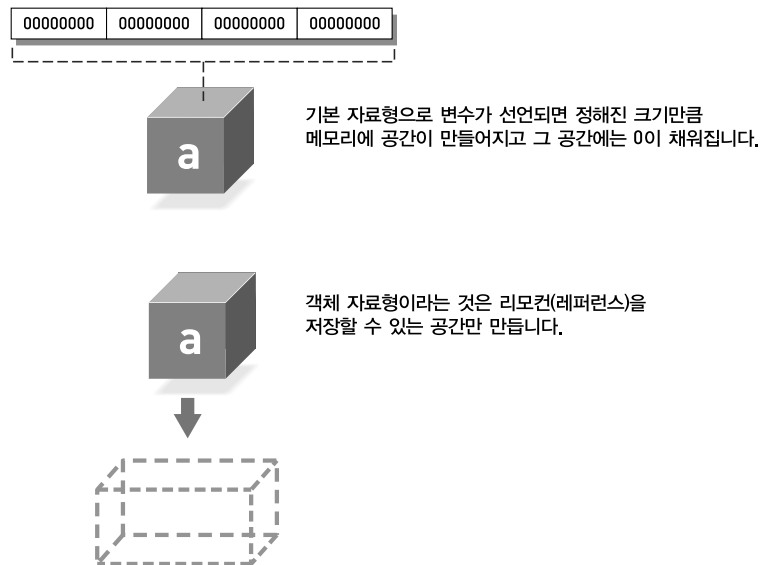 00000000 00000000 00000000 00000000
a
기본 자료형으로 변수가 선언되면 정해진 크기만큼
메모리에 공간이 만들어지고 그 공간에는 0이 채워집니다.
a
객체 자료형이라는 것은 리모컨(레퍼런스)을
저장할 수 있는 공간만 만듭니다.